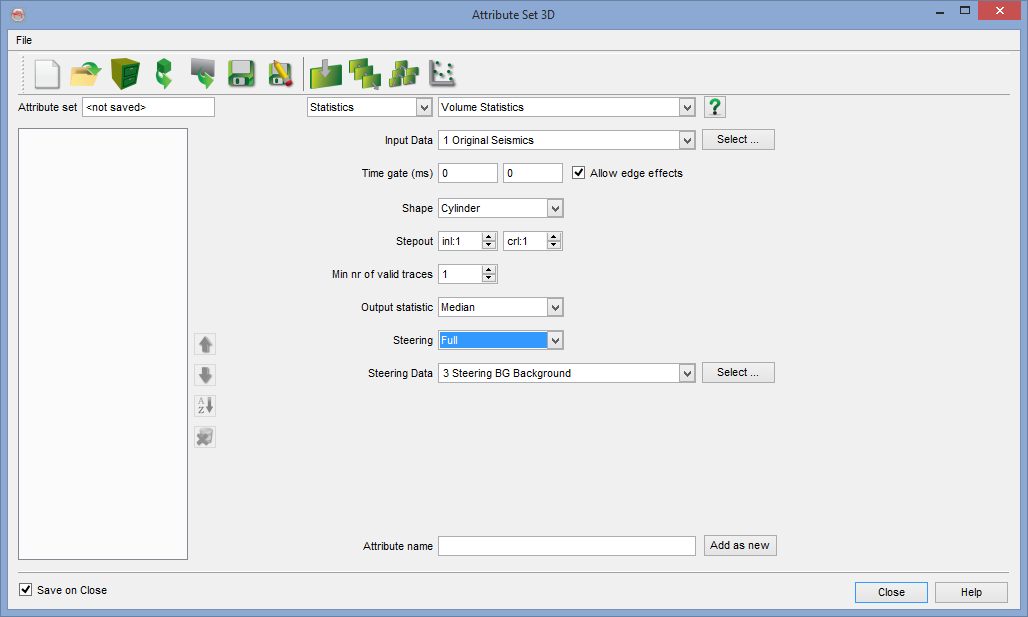 Attribute Set 3D
File
Attribute set <not saved> Statistics Volume Statistics ?
Input Data 1 Original Seismics Select ...
Time gate (ms) 0 0 Allow edge effects
Shape Cylinder
Stepout inl:1 crl:1
Min nr of valid traces 1
Output statistic Median
Steering Full
Steering Data 3 Steering BG Background Select ...
A
Z
Attribute name Add as new
Save on Close Close Help